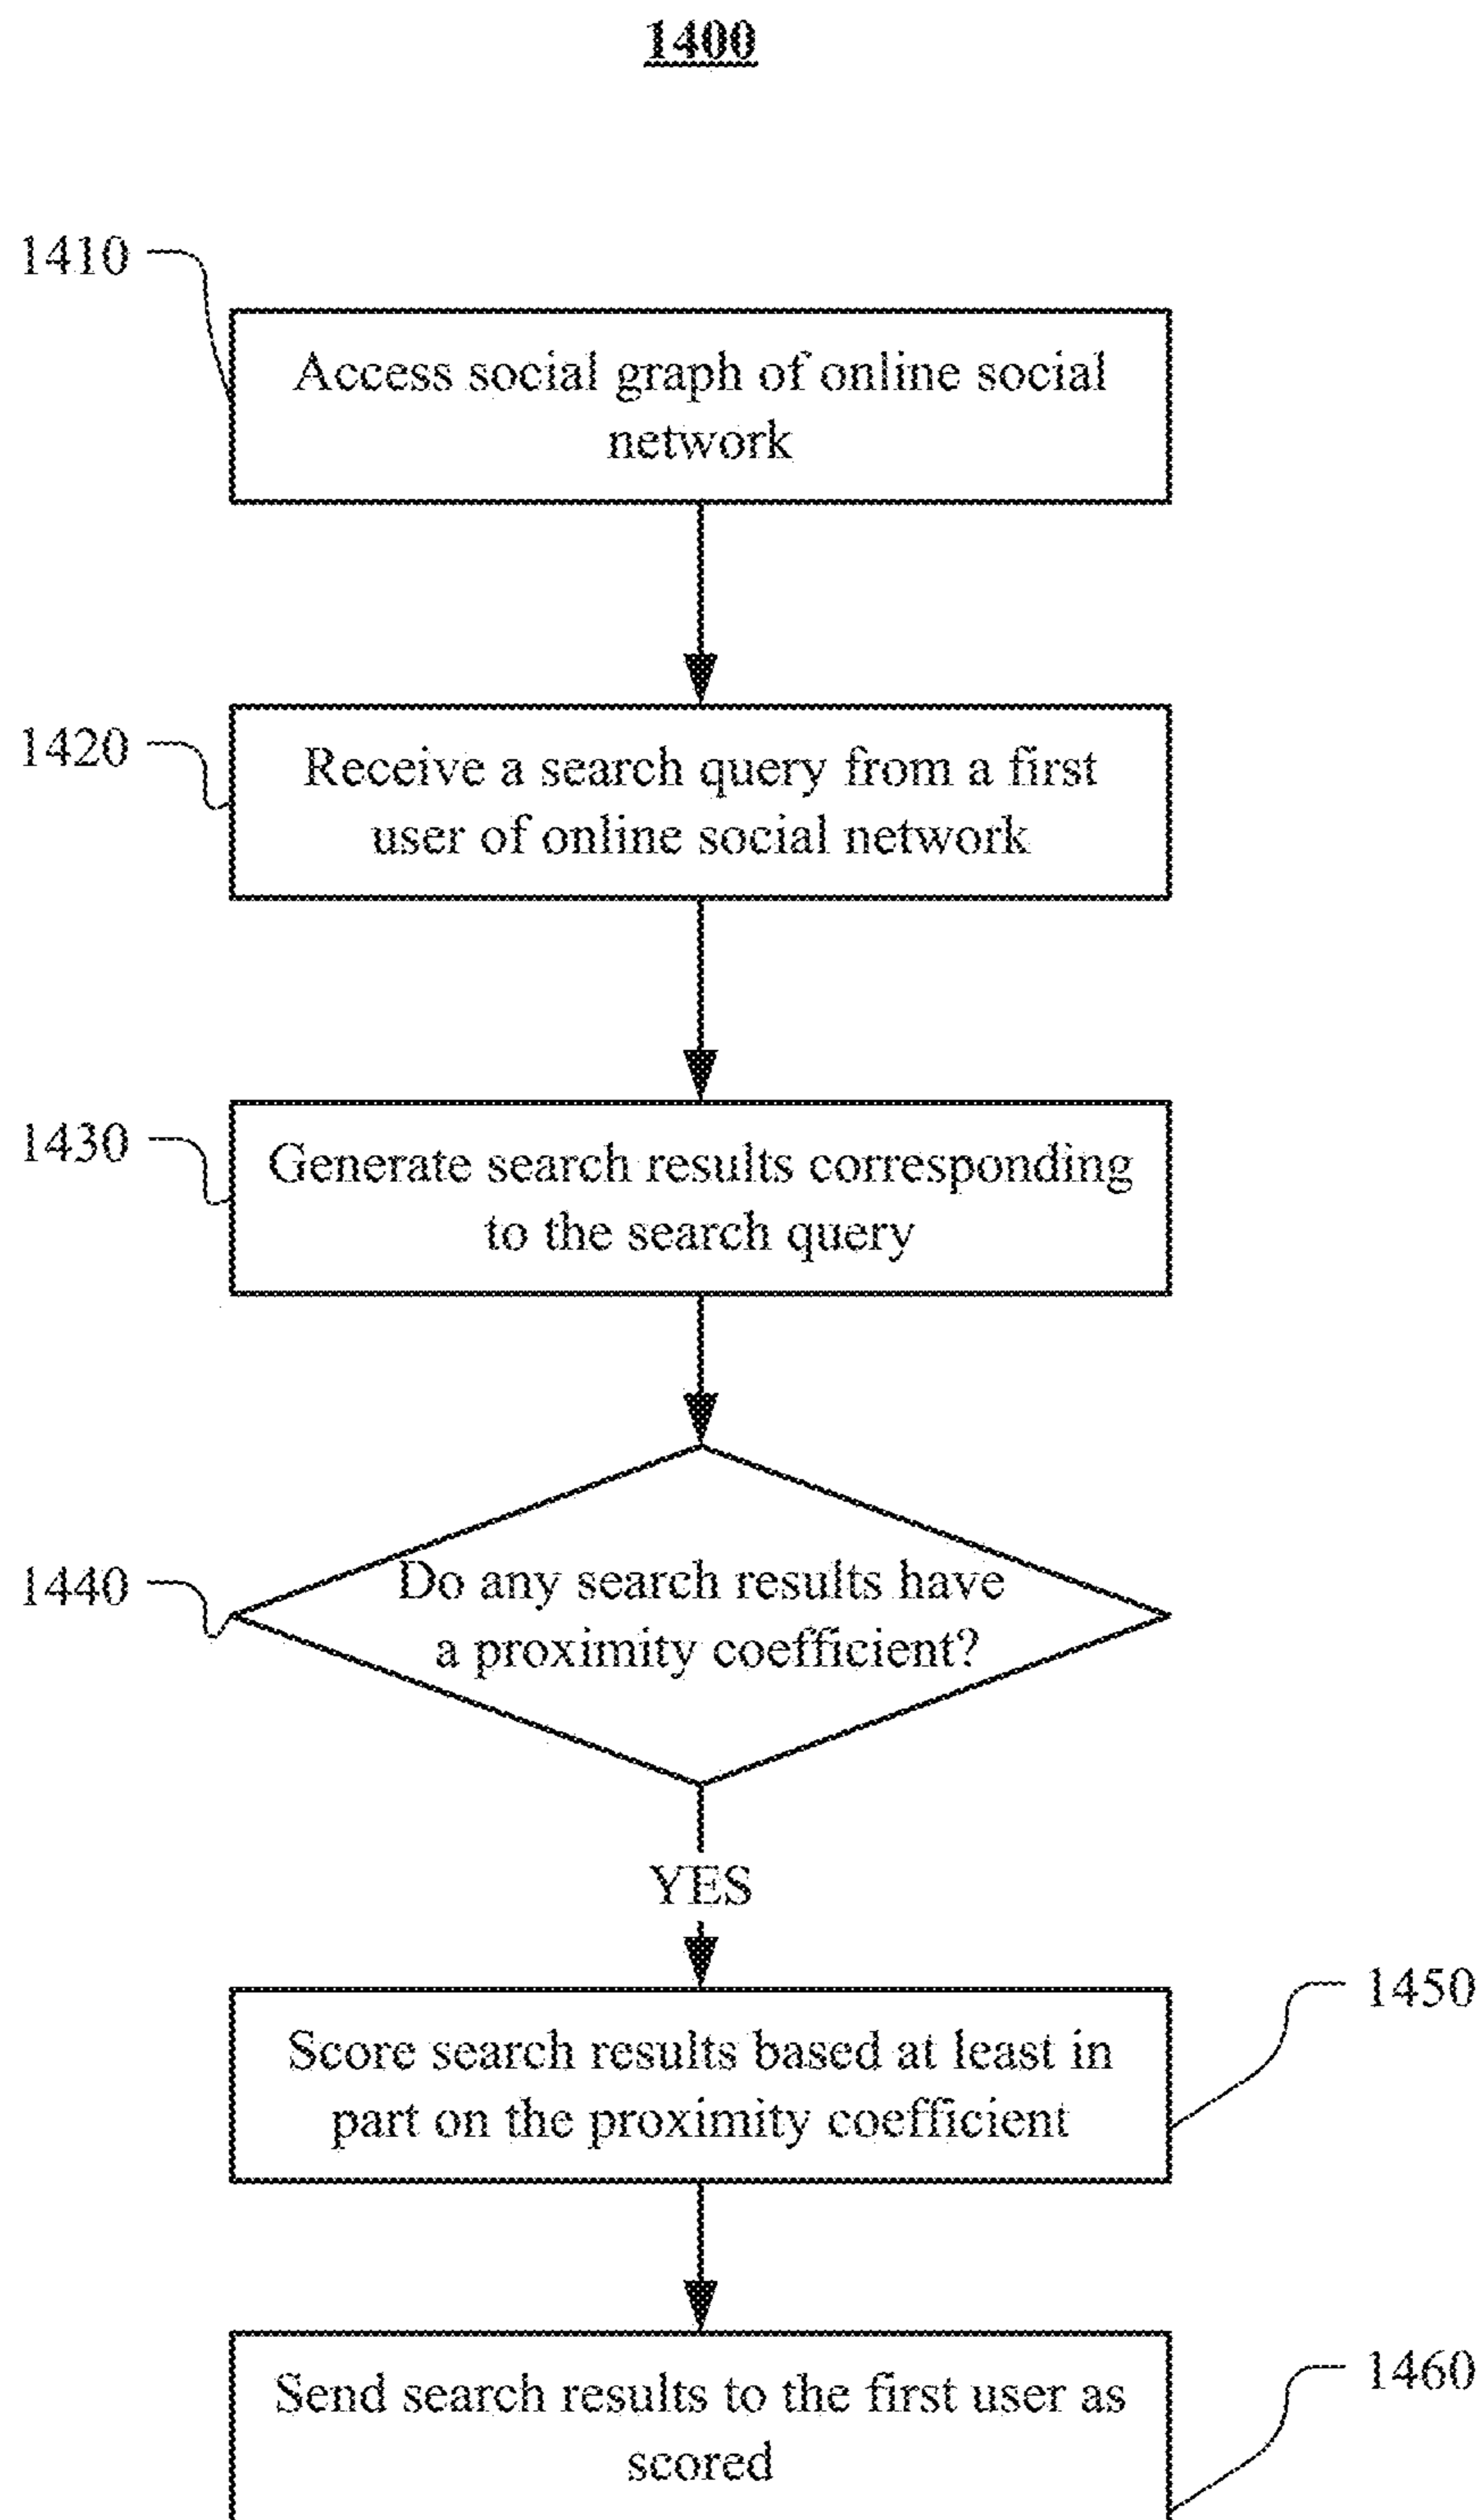 1400
1410
Access social graph of online social
network
1420
Receive a search query from a first
user of online social network
1430
Generate search results corresponding
to the search query
1440
Do any search results have
a proximity coefficient?
YES
1450
Score search results based at least in
part on the proximity coefficient
1460
Send search results to the first user as
scored